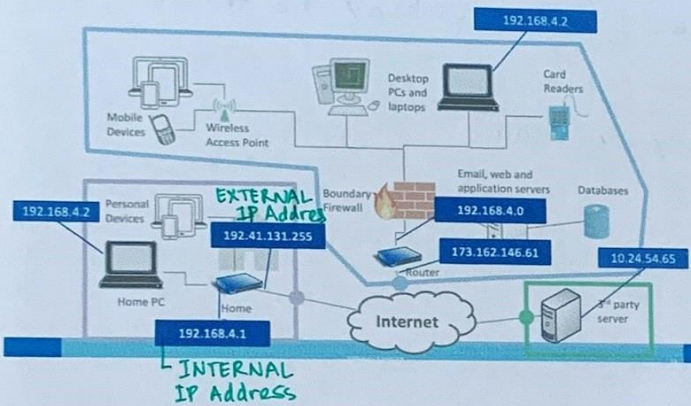 192.168.4.2
Mobile
Devices
Wireless
Access Point
Desktop
PCs and
laptops
Card
Readers
Boundary
Firewall
Email, web and
application servers
Databases
192.168.4.0
173.162.146.61
Router
192.168.4.2
Personal
Devices
EXTERNAL
IP Address
192.41.131.255
Home PC
Home
192.168.4.1
INTERNAL
IP Address
Internet
10.24.54.65
3rd party
server